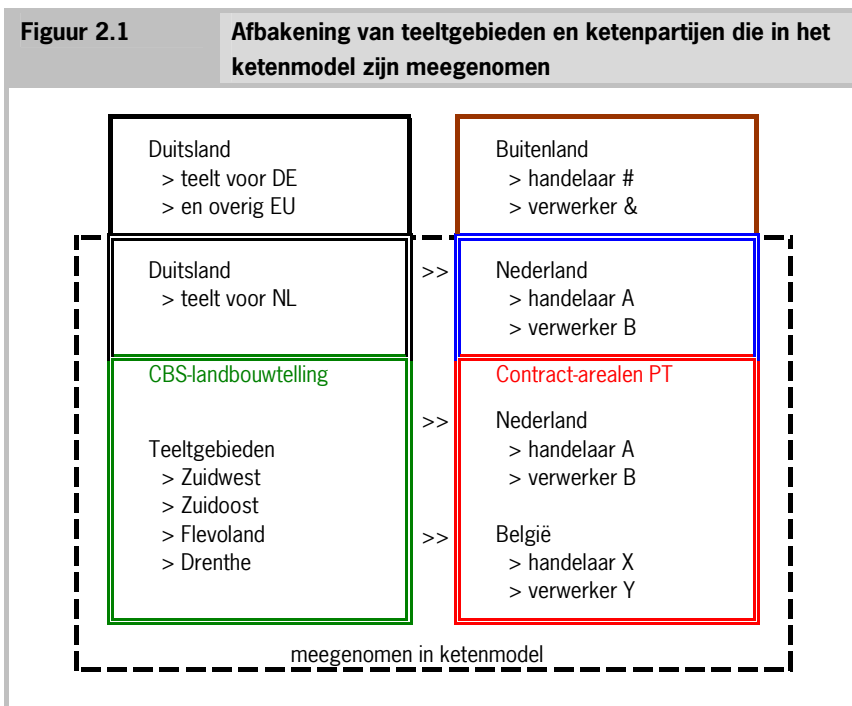 Figuur 2.1
Afbakening van teeltgebieden en ketenpartijen die in het
ketenmodel zijn meegenomen
Duitsland
> teelt voor DE
> en overig EU
Buitenland
> handelaar #
> verwerker &
Duitsland
> teelt voor NL
>>
Nederland
> handelaar A
> verwerker B
CBS-landbouwtelling
Teeltgebieden
> Zuidwest
> Zuidoost
> Flevoland
> Drenthe
>>
>>
Contract-arealen PT
Nederland
> handelaar A
> verwerker B
België
> handelaar X
> verwerker Y
meegenomen in ketenmodel